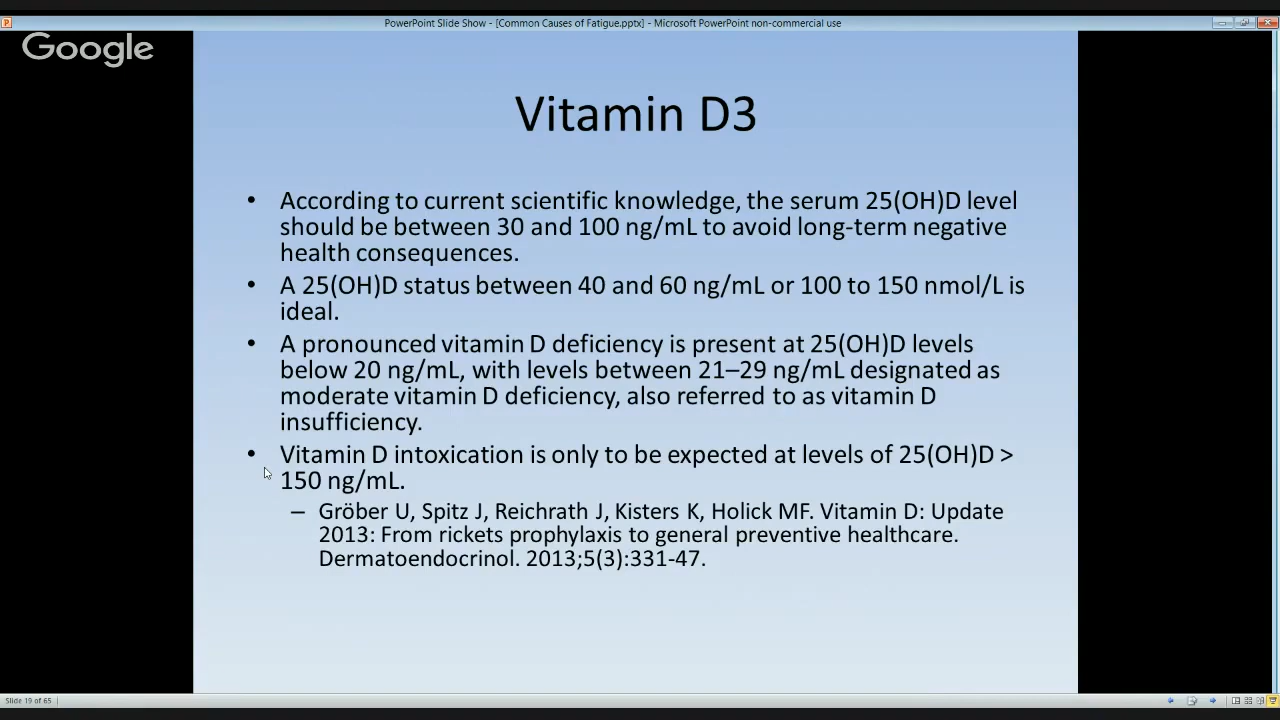 PowerPoint Slide Show - [Common Causes of Fatigue.pptx] - Microsoft PowerPoint non-commercial use
Google
Vitamin D3
• According to current scientific knowledge, the serum 25(OH)D level
should be between 30 and 100 ng/mL to avoid long-term negative
health consequences.
• A 25(OH)D status between 40 and 60 ng/mL or 100 to 150 nmol/L is
ideal.
• A pronounced vitamin D deficiency is present at 25(OH)D levels
below 20 ng/mL, with levels between 21–29 ng/mL designated as
moderate vitamin D deficiency, also referred to as vitamin D
insufficiency.
• Vitamin D intoxication is only to be expected at levels of 25(OH)D >
150 ng/mL.
– Gröber U, Spitz J, Reichrath J, Kisters K, Holick MF. Vitamin D: Update
2013: From rickets prophylaxis to general preventive healthcare.
Dermatoendocrinol. 2013;5(3):331-47.
Slide 19 of 65